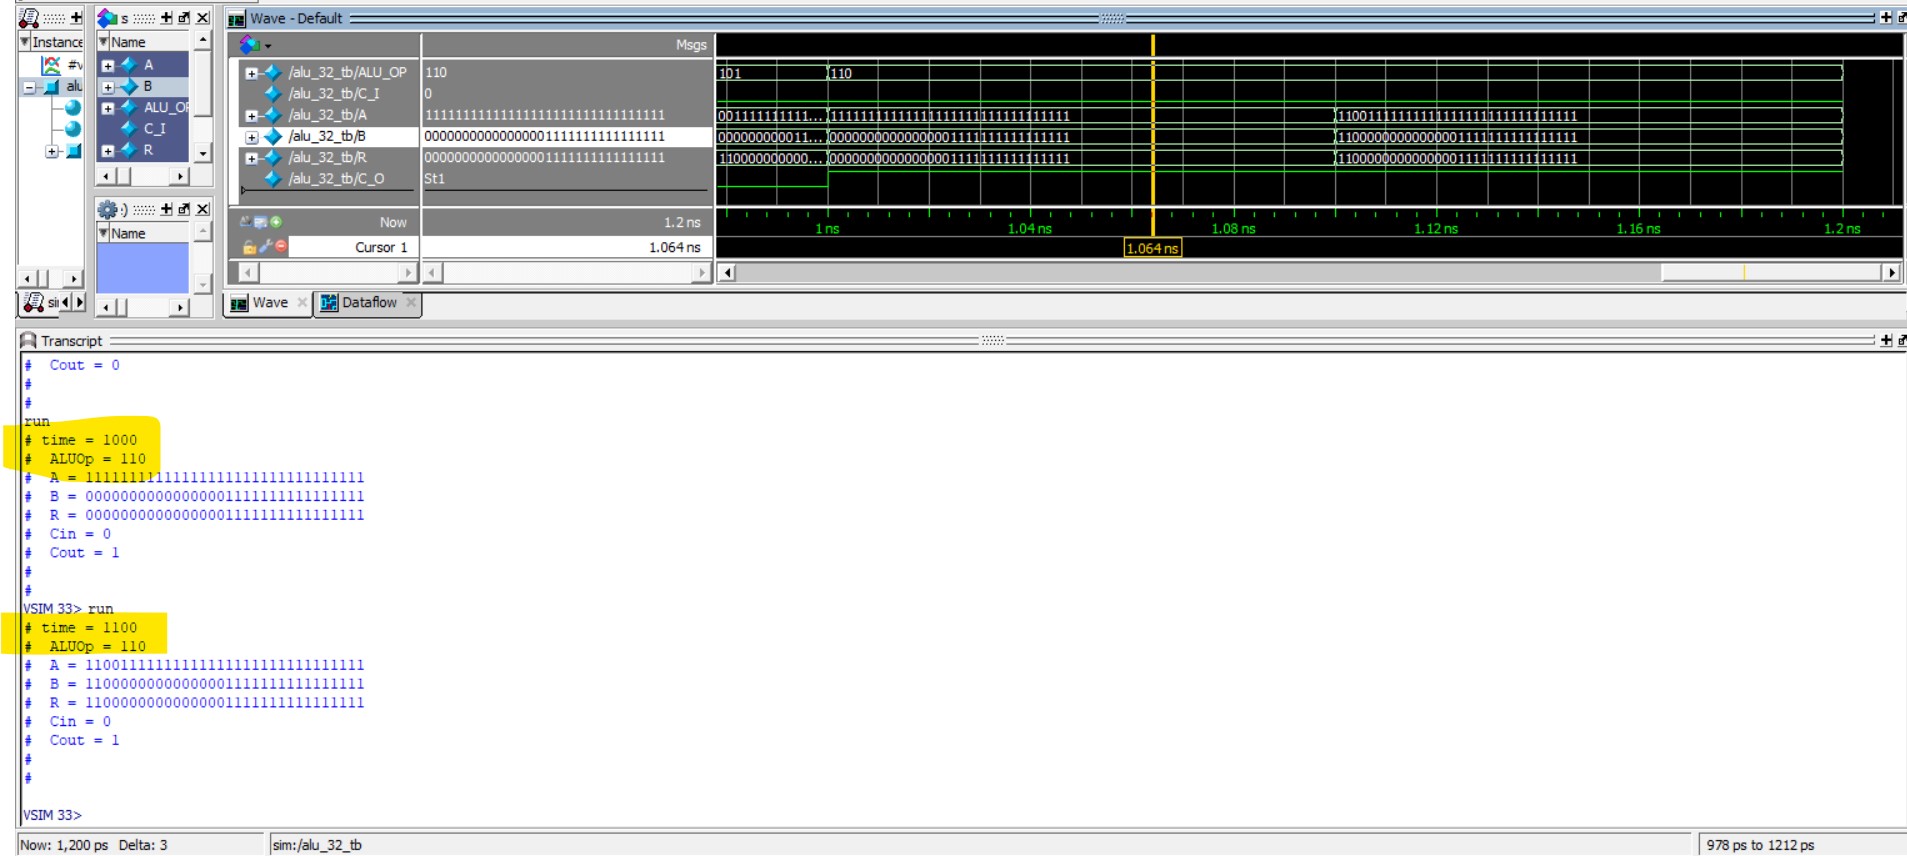 s
Wave - Default
Instance
Name
Msgs
#v
A
/alu_32_tb/ALU_OP
110
101
110
alu
B
/alu_32_tb/C_I
0
ALU_OP
/alu_32_tb/A
11111111111111111111111111111111
001111111111...
11111111111111111111111111111111
11001111111111111111111111111111
C_I
/alu_32_tb/B
00000000000000001111111111111111
000000000011...
00000000000000001111111111111111
11000000000000001111111111111111
R
/alu_32_tb/R
00000000000000001111111111111111
110000000000...
00000000000000001111111111111111
11000000000000001111111111111111
/alu_32_tb/C_O
St1
Now
1.2 ns
1 ns
1.04 ns
1.08 ns
1.12 ns
1.16 ns
1.2 ns
Name
Cursor 1
1.064 ns
1.064 ns
sii
Wave
Dataflow
Transcript
#  Cout = 0
#
#
run
# time = 1000
#  ALUOp = 110
#  A = 11111111111111111111111111111111
#  B = 00000000000000001111111111111111
#  R = 00000000000000001111111111111111
#  Cin = 0
#  Cout = 1
#
#
VSIM 33> run
# time = 1100
#  ALUOp = 110
#  A = 11001111111111111111111111111111
#  B = 11000000000000001111111111111111
#  R = 11000000000000001111111111111111
#  Cin = 0
#  Cout = 1
#
#
VSIM 33>
Now: 1,200 ps  Delta: 3
sim:/alu_32_tb
978 ps to 1212 ps